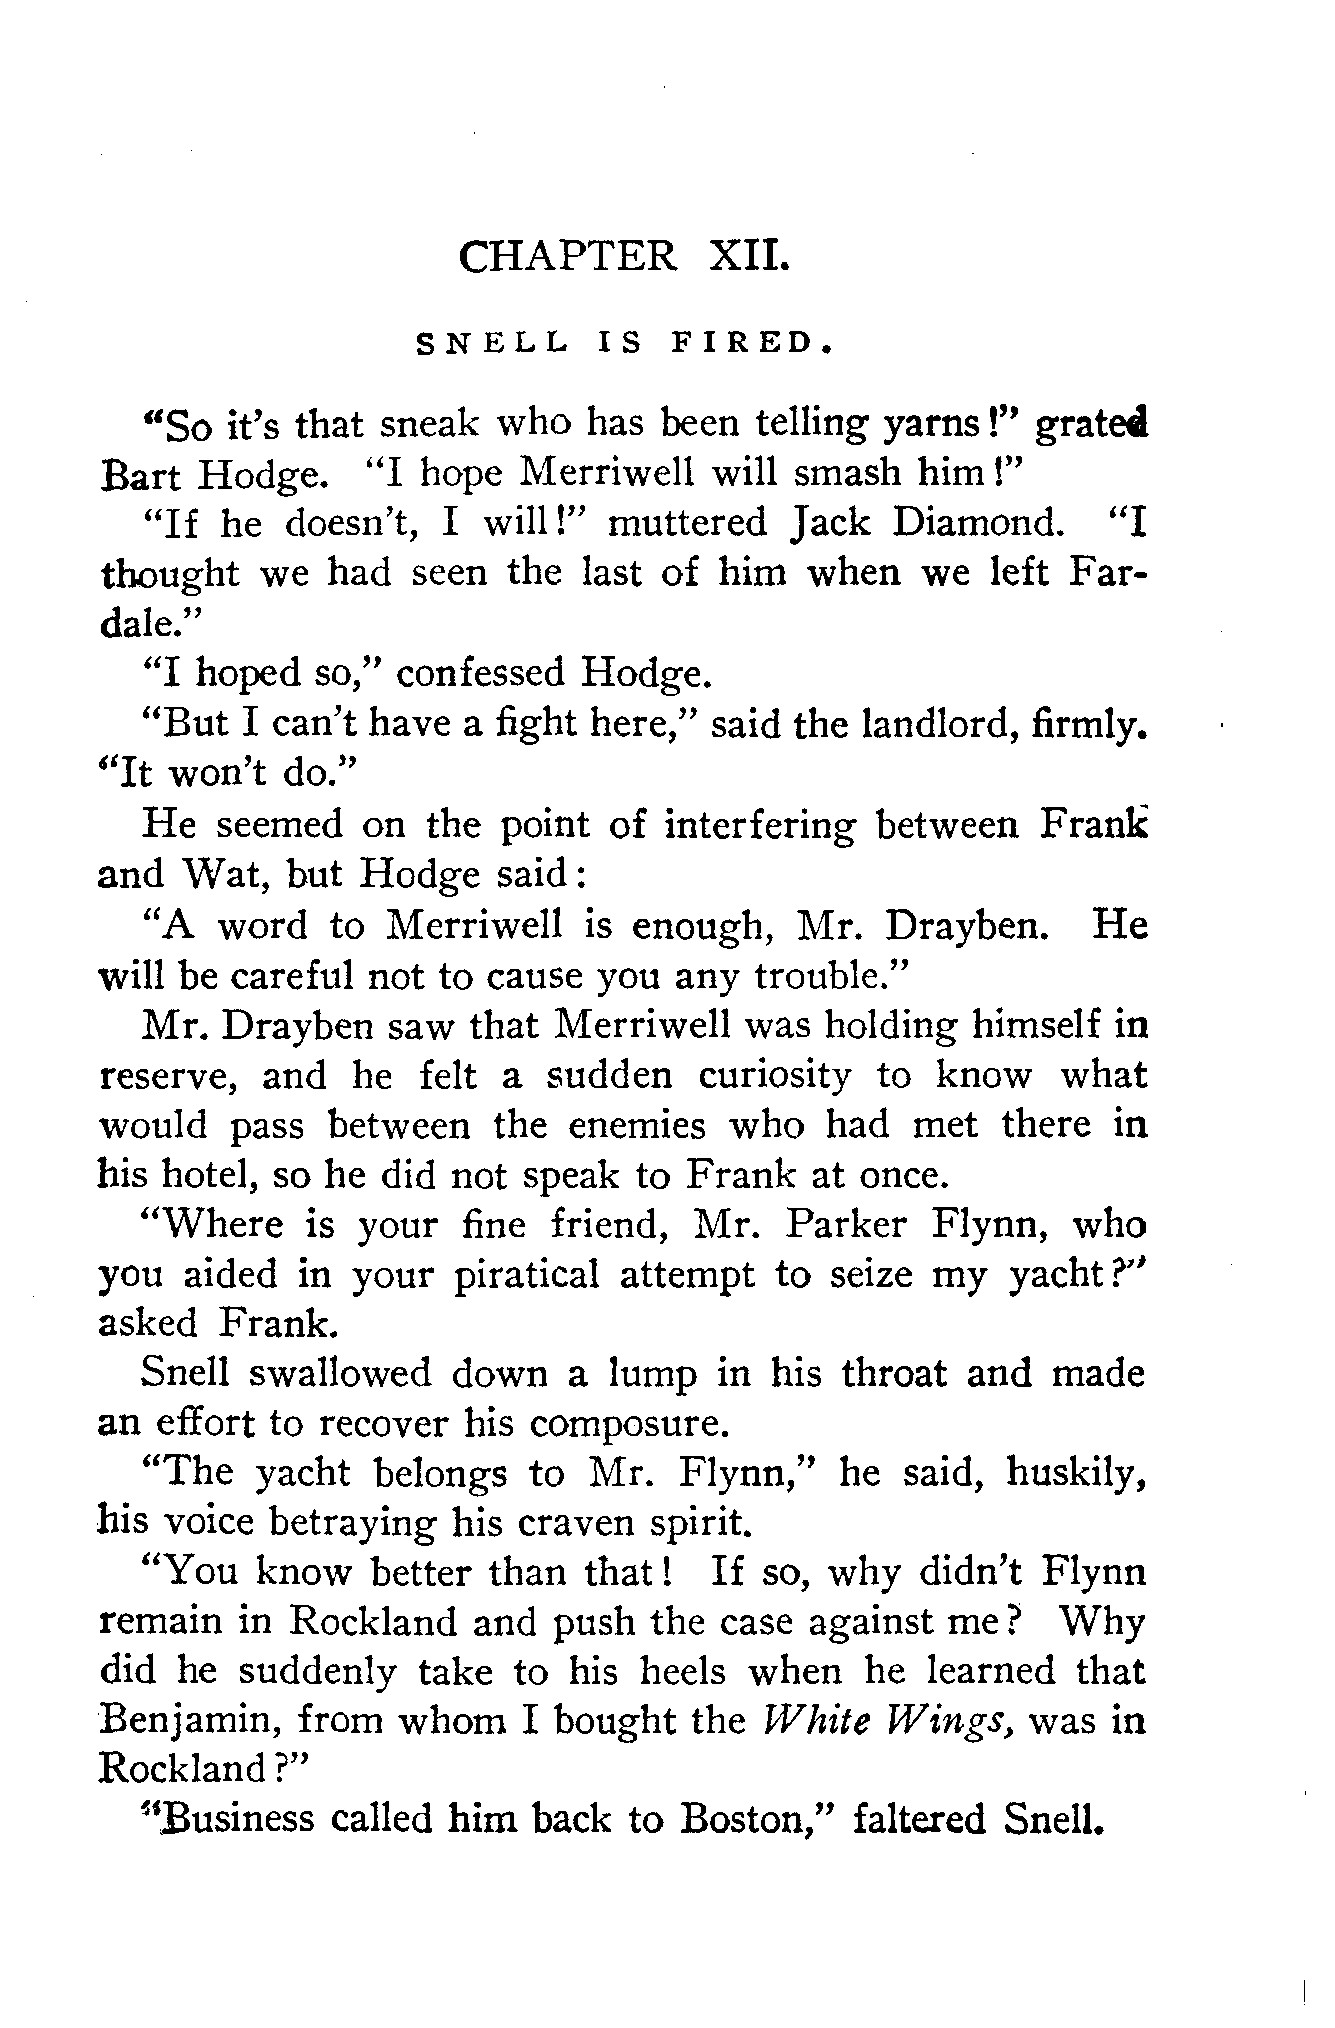 CHAPTER XII.
SNELL IS FIRED.
“So it’s that sneak who has been telling yarns!” grated
Bart Hodge. “I hope Merriwell will smash him!”
“If he doesn’t, I will!” muttered Jack Diamond. “I
thought we had seen the last of him when we left Far-
dale.”
“I hoped so,” confessed Hodge.
“But I can’t have a fight here,” said the landlord, firmly.
“It won’t do.”
He seemed on the point of interfering between Frank
and Wat, but Hodge said:
“A word to Merriwell is enough, Mr. Drayben. He
will be careful not to cause you any trouble.”
Mr. Drayben saw that Merriwell was holding himself in
reserve, and he felt a sudden curiosity to know what
would pass between the enemies who had met there in
his hotel, so he did not speak to Frank at once.
“Where is your fine friend, Mr. Parker Flynn, who
you aided in your piratical attempt to seize my yacht?”
asked Frank.
Snell swallowed down a lump in his throat and made
an effort to recover his composure.
“The yacht belongs to Mr. Flynn,” he said, huskily,
his voice betraying his craven spirit.
“You know better than that! If so, why didn’t Flynn
remain in Rockland and push the case against me? Why
did he suddenly take to his heels when he learned that
Benjamin, from whom I bought the White Wings, was in
Rockland?”
“Business called him back to Boston,” faltered Snell.